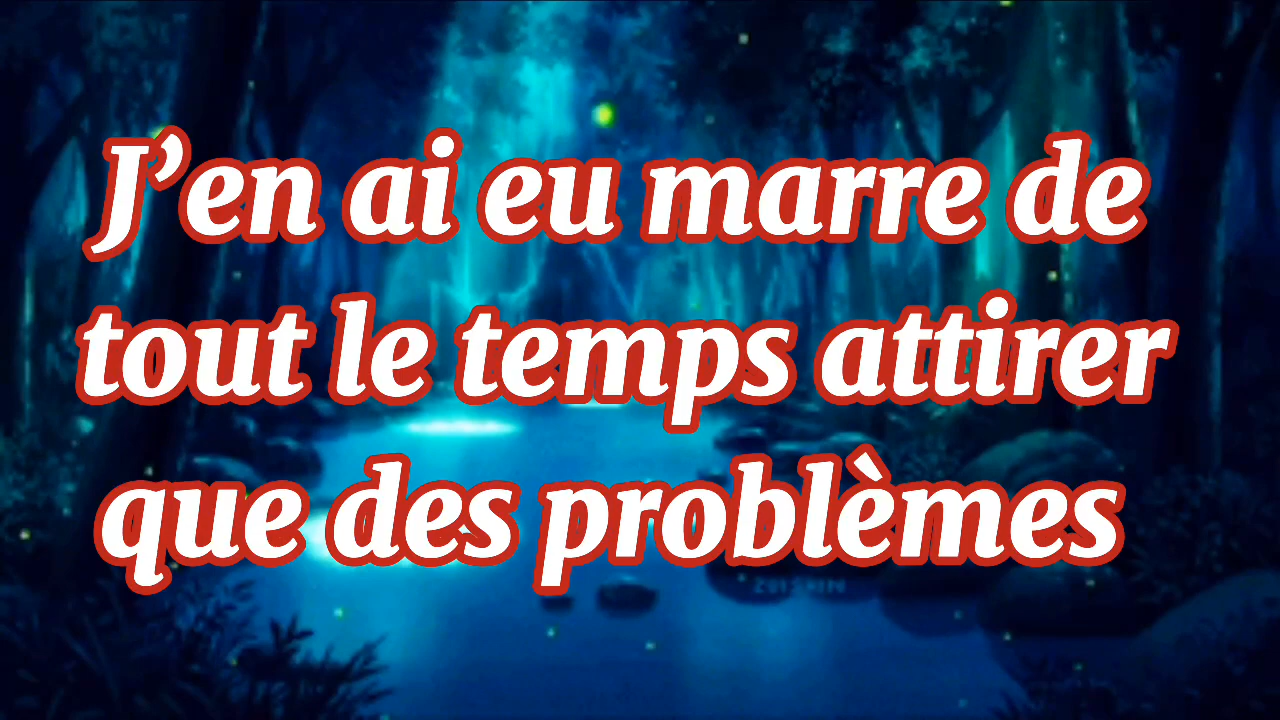 J’en ai eu marre de
tout le temps attirer
que des problèmes